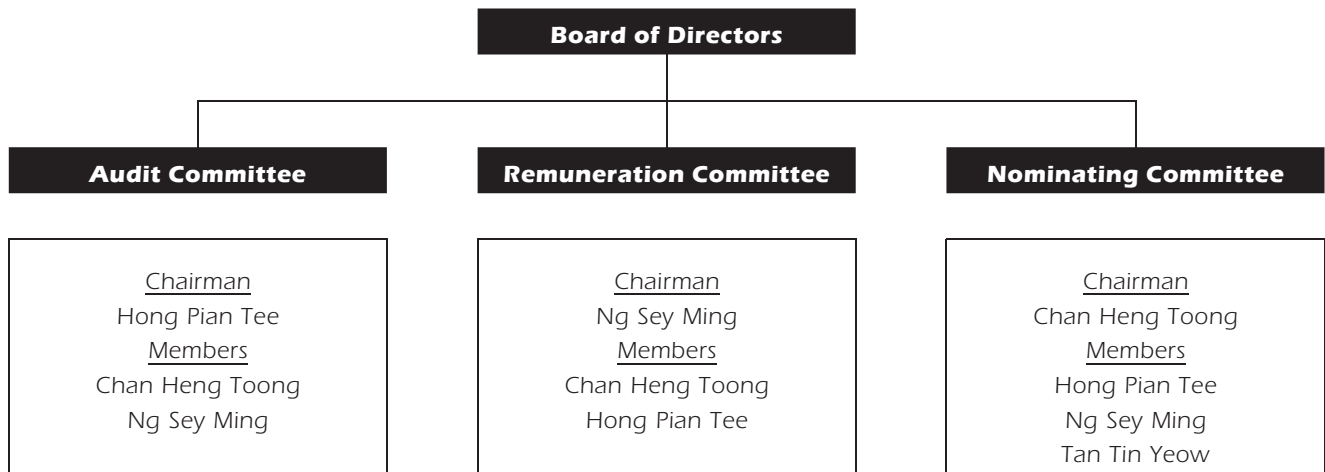 Board of Directors
Audit Committee
Chairman
Hong Pian Tee
Members
Chan Heng Toong
Ng Sey Ming
Remuneration Committee
Chairman
Ng Sey Ming
Members
Chan Heng Toong
Hong Pian Tee
Nominating Committee
Chairman
Chan Heng Toong
Members
Hong Pian Tee
Ng Sey Ming
Tan Tin Yeow